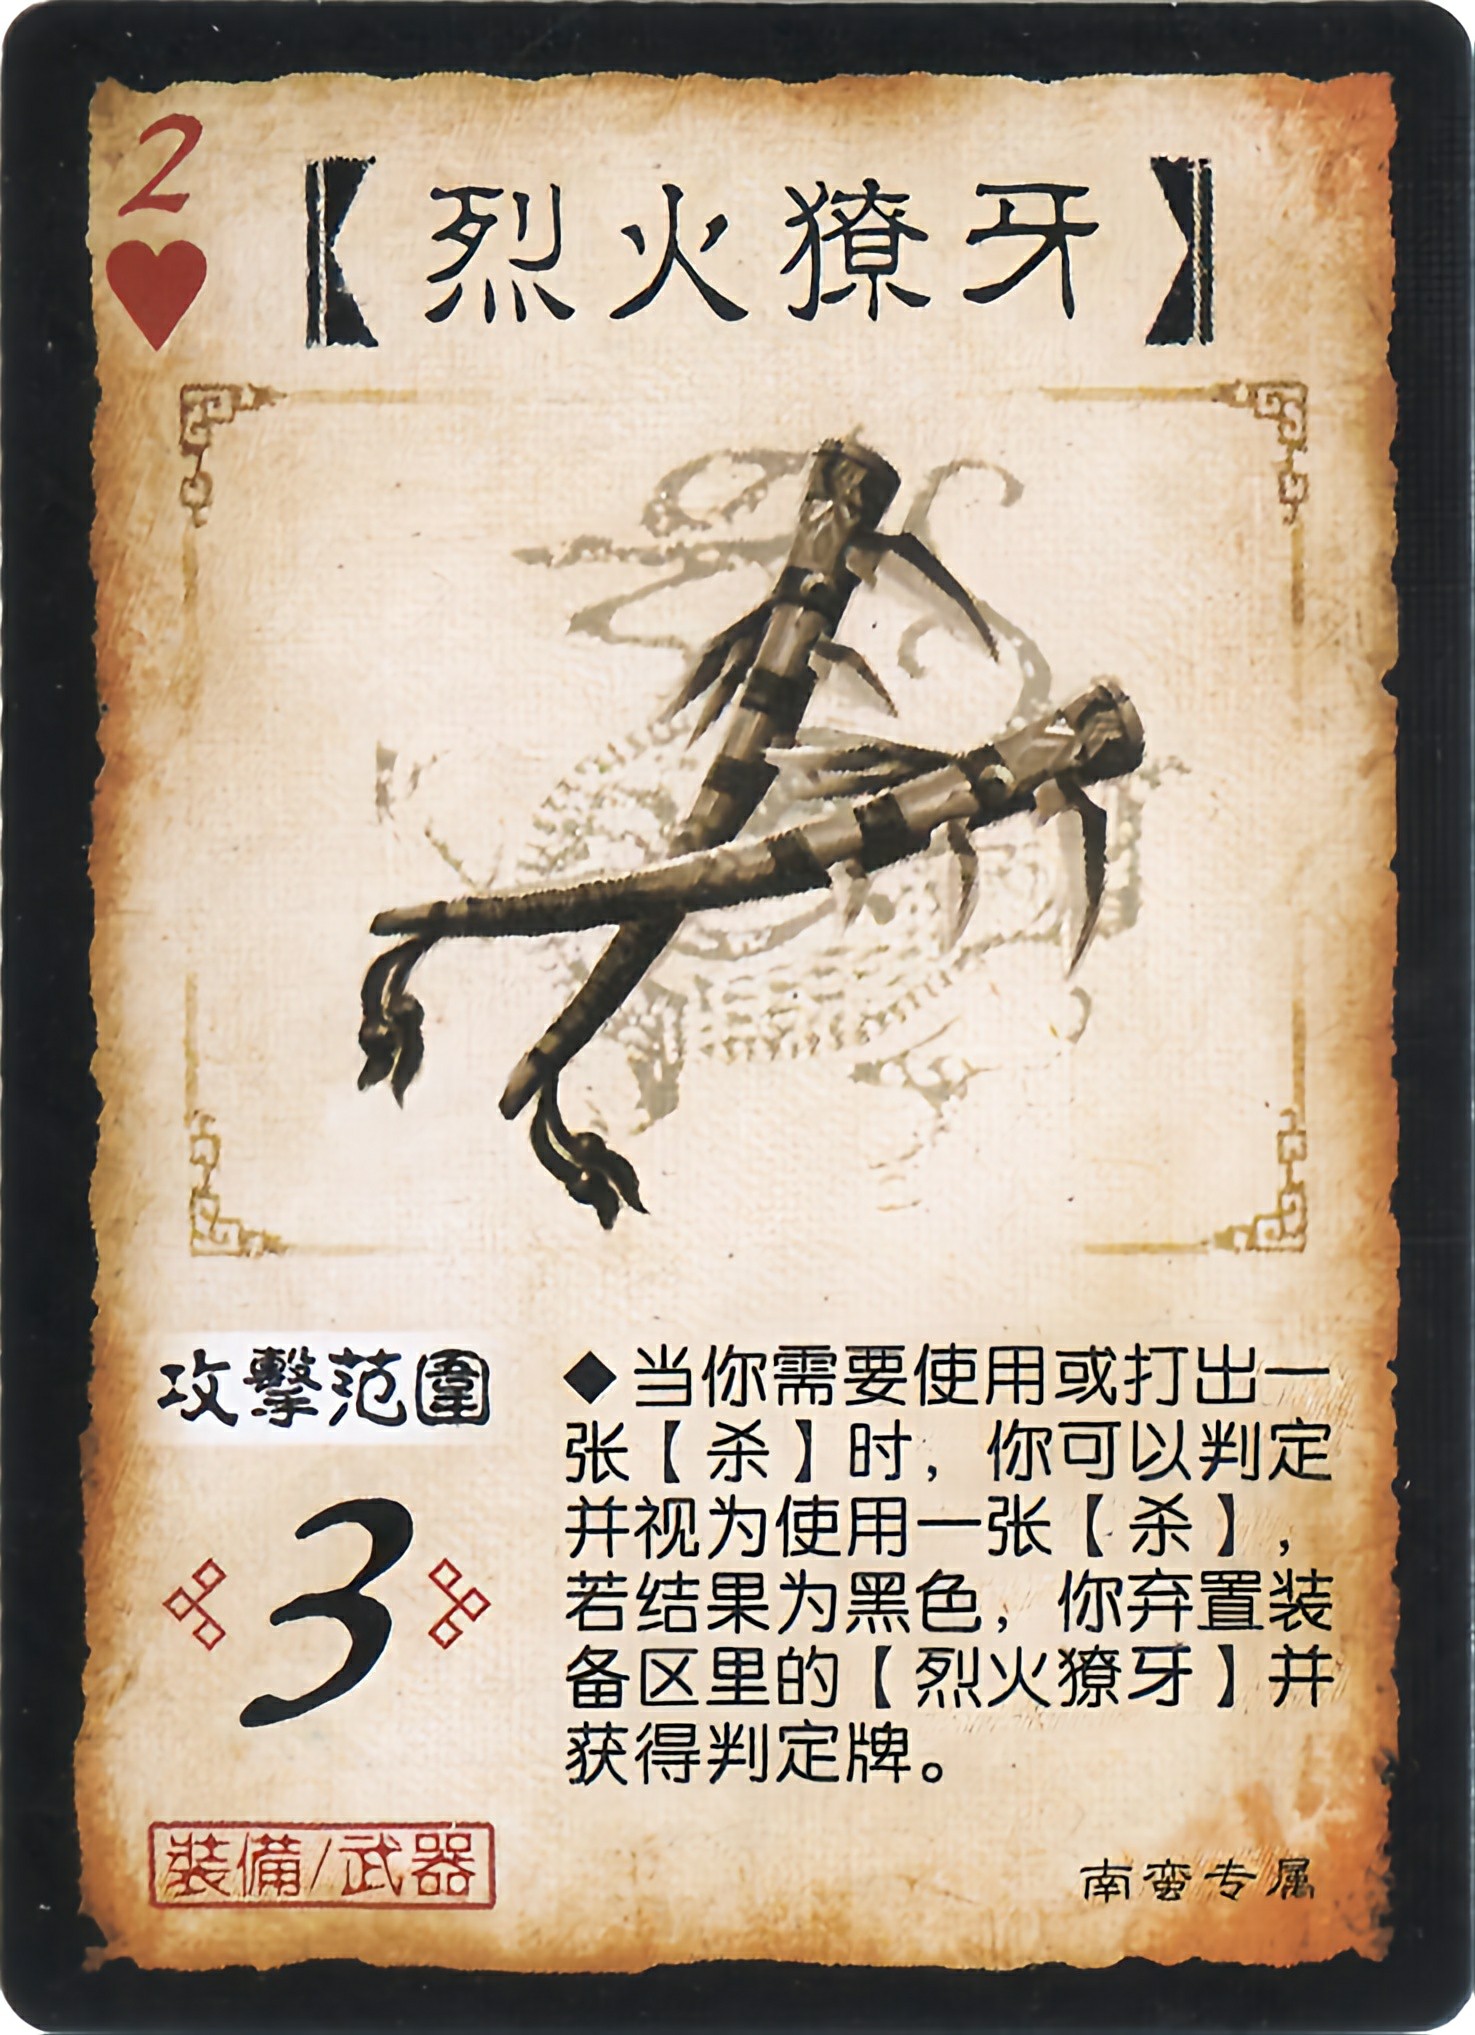 2
【烈火獠牙】
攻擊范圍
3
◆当你需要使用或打出一
张【杀】时，你可以判定
并视为使用一张【杀】，
若结果为黑色，你弃置装
备区里的【烈火獠牙】并
获得判定牌。
装備/武器
南蛮专属